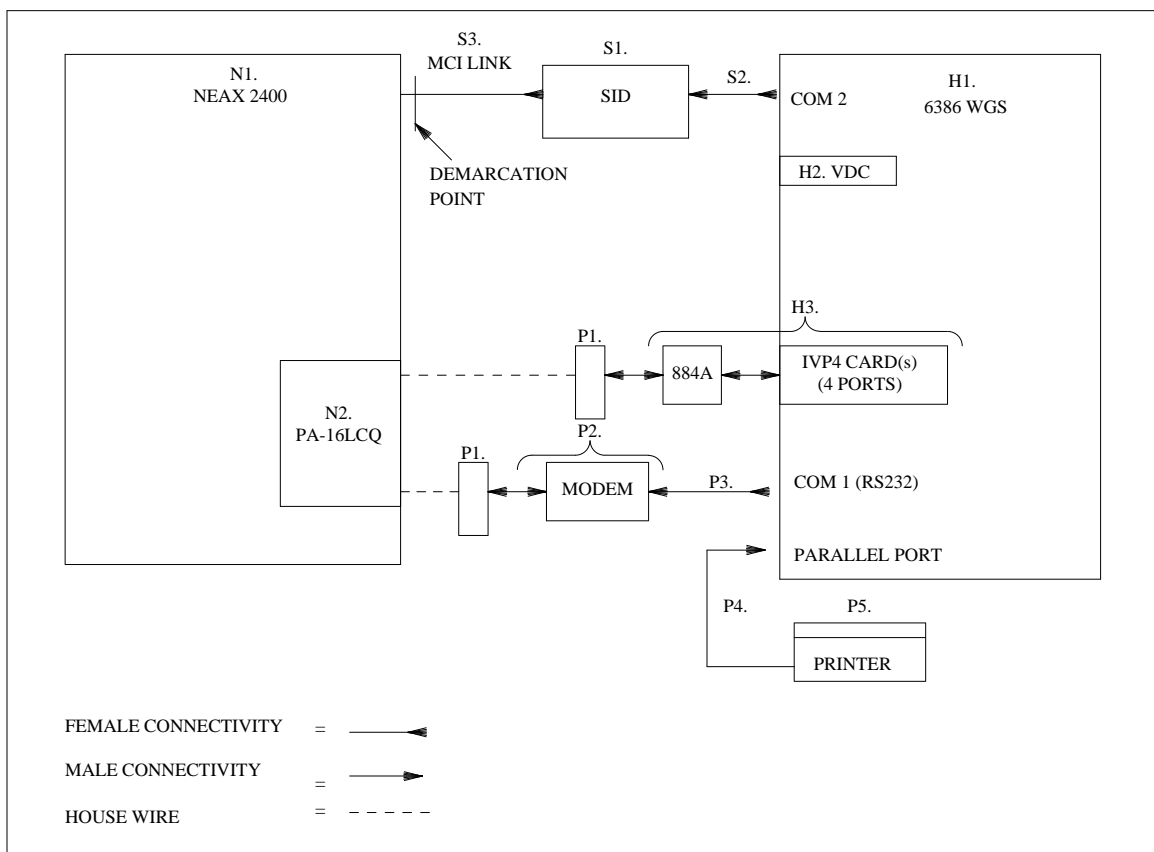 S3.
MCI LINK
S1.
N1.
NEAX 2400
S2.
H1.
6386 WGS
SID
COM 2
DEMARCATION
POINT
H2. VDC
H3.
P1.
884A
IVP4 CARD(s)
(4 PORTS)
N2.
PA-16LCQ
P2.
P1.
MODEM
P3.
COM 1 (RS232)
PARALLEL PORT
P4.
P5.
PRINTER
FEMALE CONNECTIVITY =
MALE CONNECTIVITY =
HOUSE WIRE =